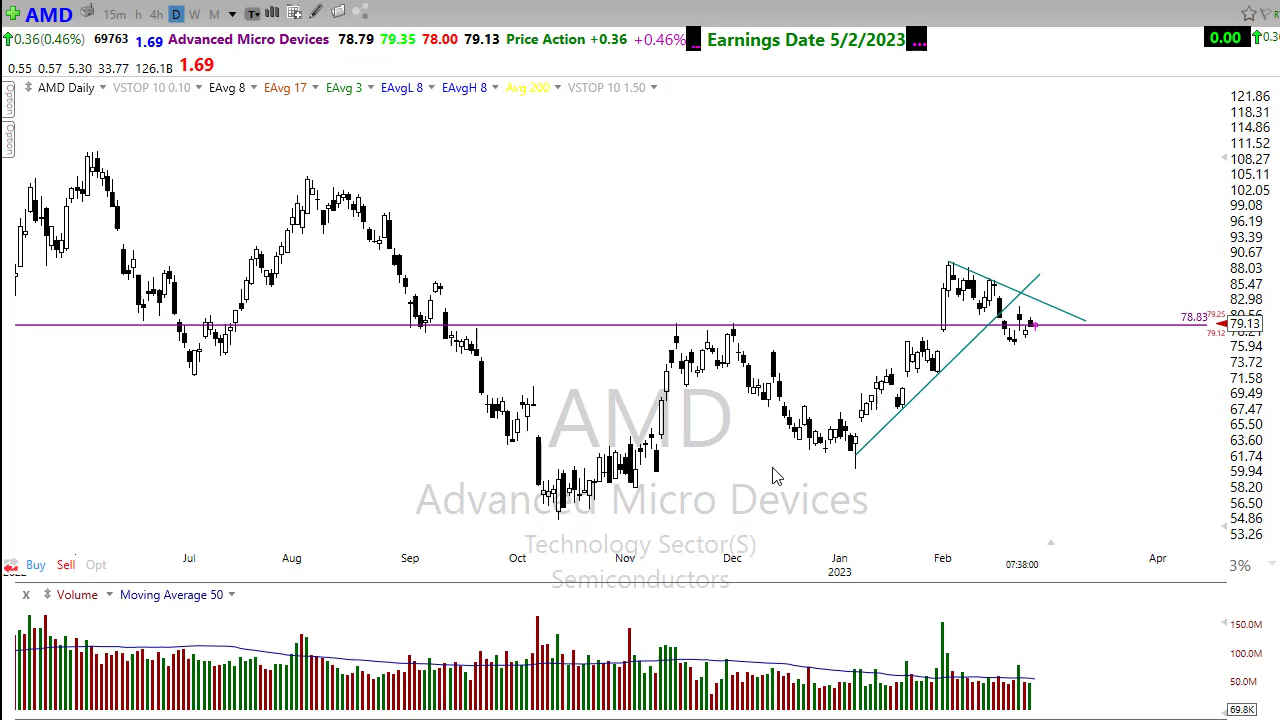 AMD 15m h 4h D W M T
0.36(0.46%) 69763 1.69 Advanced Micro Devices 78.79 79.35 78.00 79.13 Price Action +0.36 +0.46% ... Earnings Date 5/2/2023 ... 0.00
0.55 0.57 5.30 33.77 126.1B 1.69
Option
Option
AMD Daily VSTOP 10 0.10 EAvg 8 EAvg 17 EAvg 3 EAvgL 8 EAvgH 8 Avg 200 VSTOP 10 1.50
121.86
118.31
114.86
111.52
108.27
105.11
102.05
99.08
96.19
93.39
90.67
88.03
85.47
82.98
78.83 79.25
79.13
79.12
75.94
73.72
71.58
69.49
67.47
65.50
63.60
61.74
59.94
58.20
56.50
54.86
53.26
AMD
Advanced Micro Devices
Technology Sector(S)
Semiconductors
Jul Aug Sep Oct Nov Dec Jan Feb 07:38:00 Apr
2023
Buy Sell Opt 3%
x Volume Moving Average 50
150.0M
100.0M
50.0M
69.8K